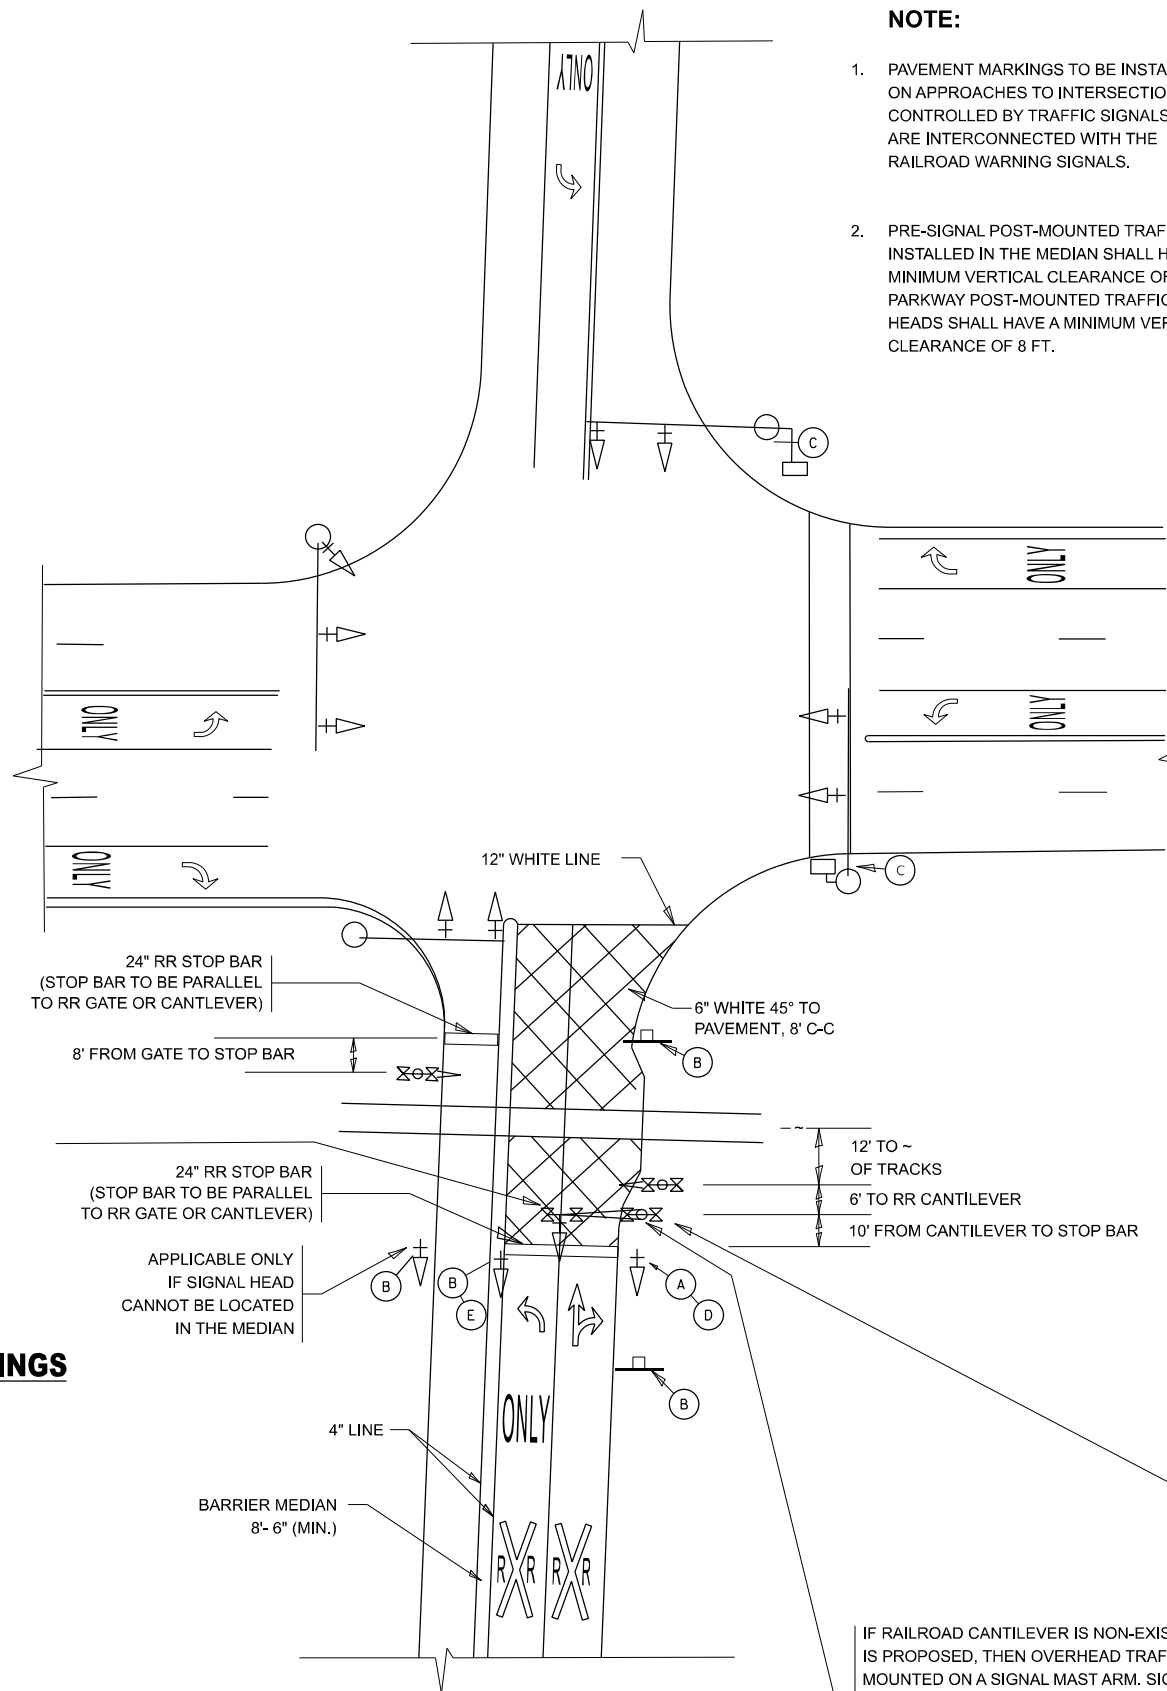 NOTE:
1. PAVEMENT MARKINGS TO BE INSTA
ON APPROACHES TO INTERSECTIO
CONTROLLED BY TRAFFIC SIGNALS
ARE INTERCONNECTED WITH THE
RAILROAD WARNING SIGNALS.
2. PRE-SIGNAL POST-MOUNTED TRAF
INSTALLED IN THE MEDIAN SHALL H
MINIMUM VERTICAL CLEARANCE OF
PARKWAY POST-MOUNTED TRAFFIC
HEADS SHALL HAVE A MINIMUM VER
CLEARANCE OF 8 FT.
ONLY
C
ONLY
ONLY
ONLY
ONLY
C
12" WHITE LINE
24" RR STOP BAR
(STOP BAR TO BE PARALLEL
TO RR GATE OR CANTLEVER)
6" WHITE 45° TO
PAVEMENT, 8' C-C
8' FROM GATE TO STOP BAR
B
12' TO ~
OF TRACKS
24" RR STOP BAR
(STOP BAR TO BE PARALLEL
TO RR GATE OR CANTLEVER)
6' TO RR CANTILEVER
10' FROM CANTILEVER TO STOP BAR
APPLICABLE ONLY
IF SIGNAL HEAD
CANNOT BE LOCATED
IN THE MEDIAN
B
B
E
A
D
INGS
B
ONLY
4" LINE
BARRIER MEDIAN
8'- 6" (MIN.)
R R R R
IF RAILROAD CANTILEVER IS NON-EXIS
IS PROPOSED, THEN OVERHEAD TRAF
MOUNTED ON A SIGNAL MAST ARM. SIG